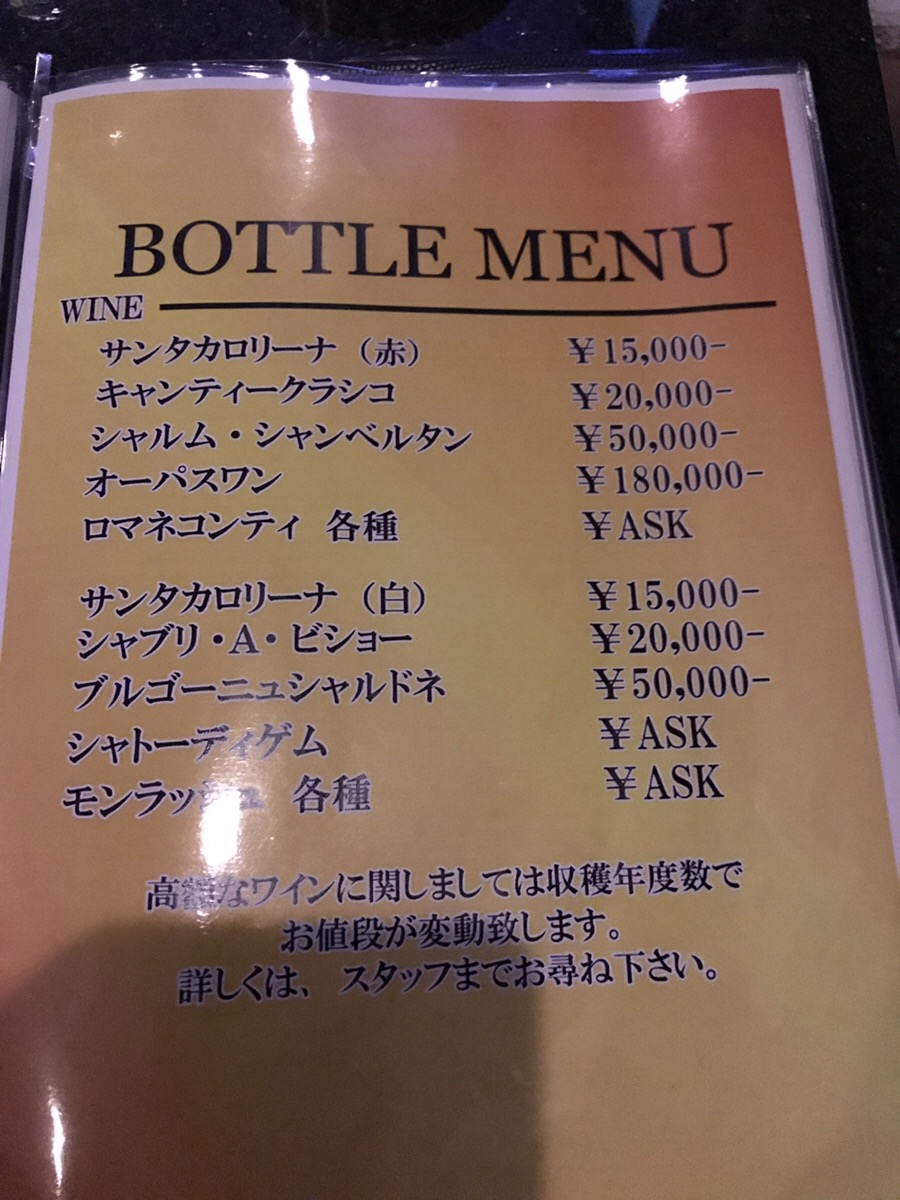 BOTTLE MENU
WINE
サンタカロリーナ（赤） ￥15,000-
キャンティークラシコ ￥20,000-
シャルム・シャンベルタン ￥50,000-
オーパスワン ￥180,000-
ロマネコンティ 各種 ￥ASK
サンタカロリーナ（白） ￥15,000-
シャブリ・A・ビショー ￥20,000-
ブルゴーニュシャルドネ ￥50,000-
シャトーディゲム ￥ASK
モンラッシュ 各種 ￥ASK
高額なワインに関しましては収穫年度数で
お値段が変動致します。
詳しくは、スタッフまでお尋ね下さい。